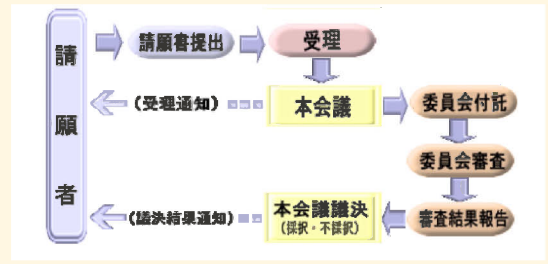 請願者
請願書提出
受理
(受理通知)
本会議
委員会付託
委員会審査
(議決結果通知)
本会議議決
(採択・不採択)
審査結果報告